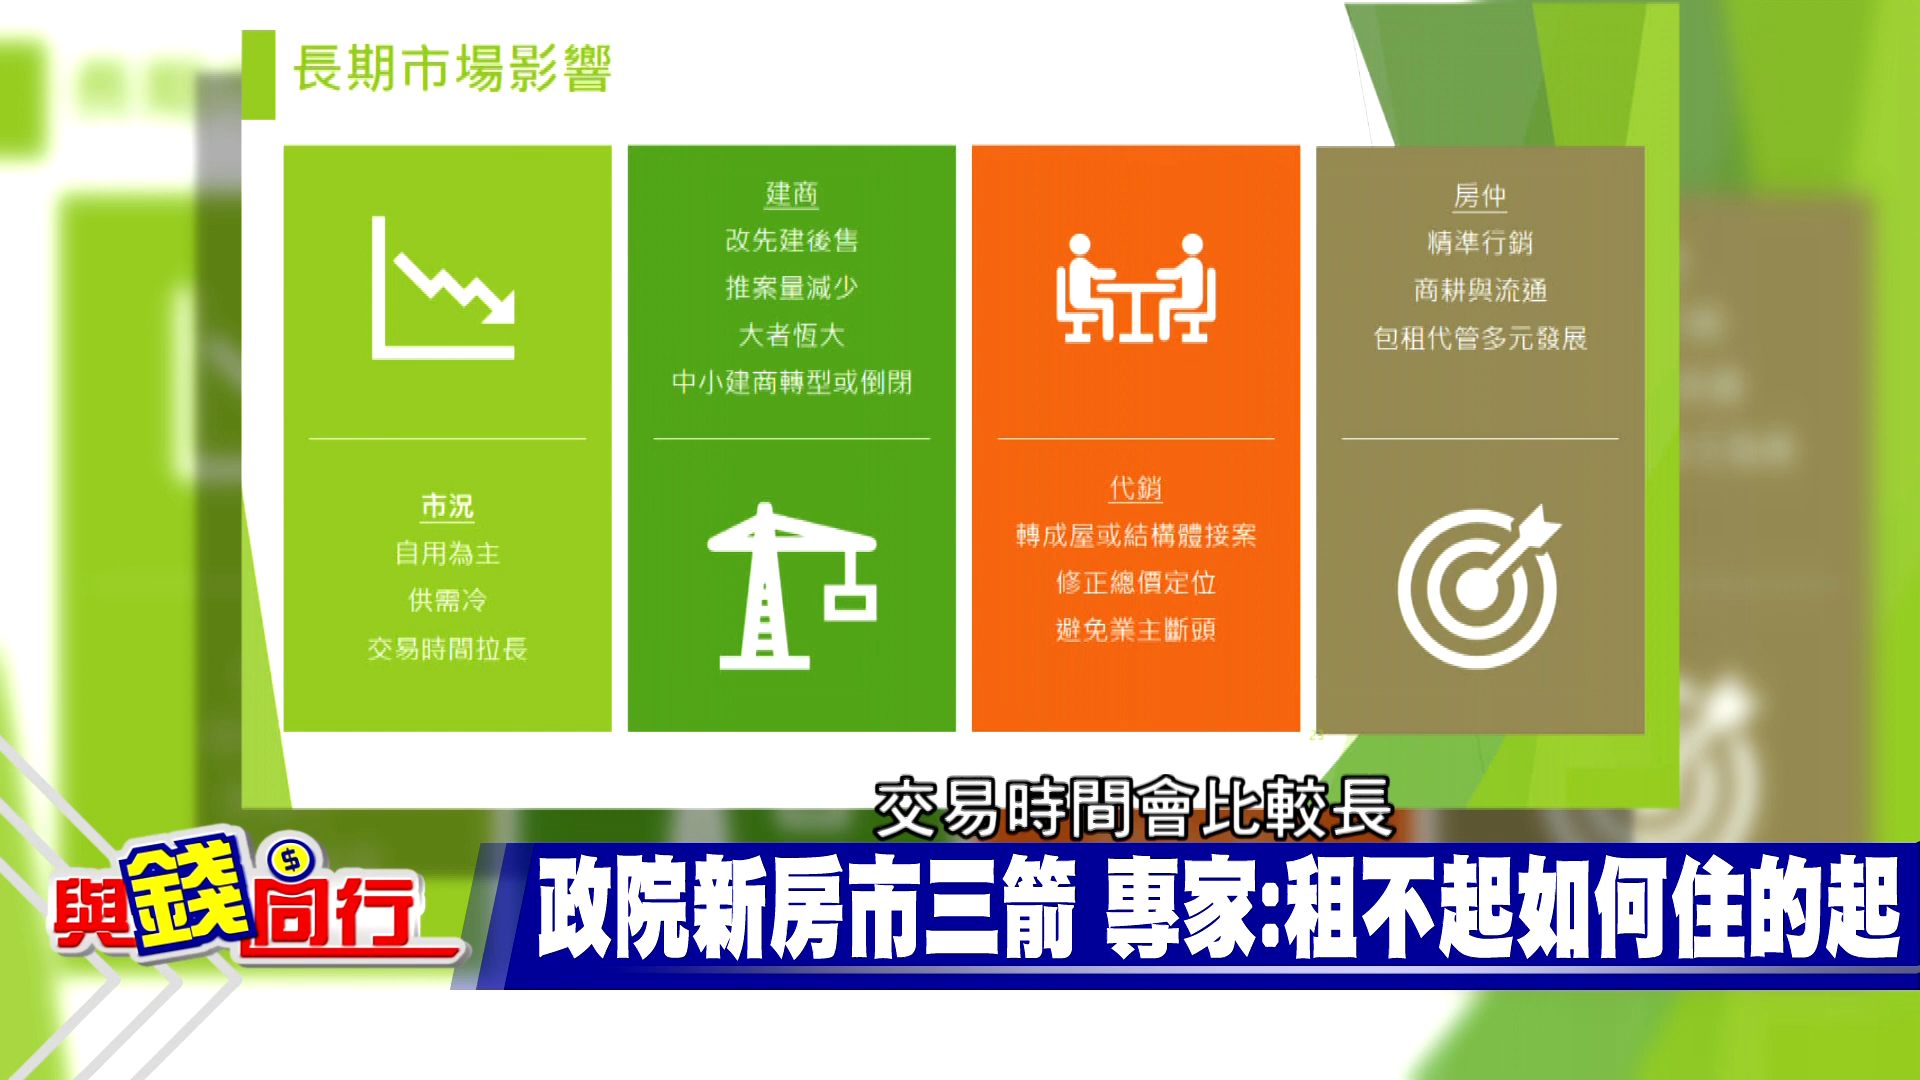 長期市場影響
市況
自用為主
供需冷
交易時間拉長
建商
改先建後售
推案量減少
大者恆大
中小建商轉型或倒閉
代銷
轉成屋或結構體接案
修正總價定位
避免業主斷頭
房仲
精準行銷
商耕與流通
包租代管多元發展
23
交易時間會比較長
與錢同行
政院新房市三箭 專家:租不起如何住的起